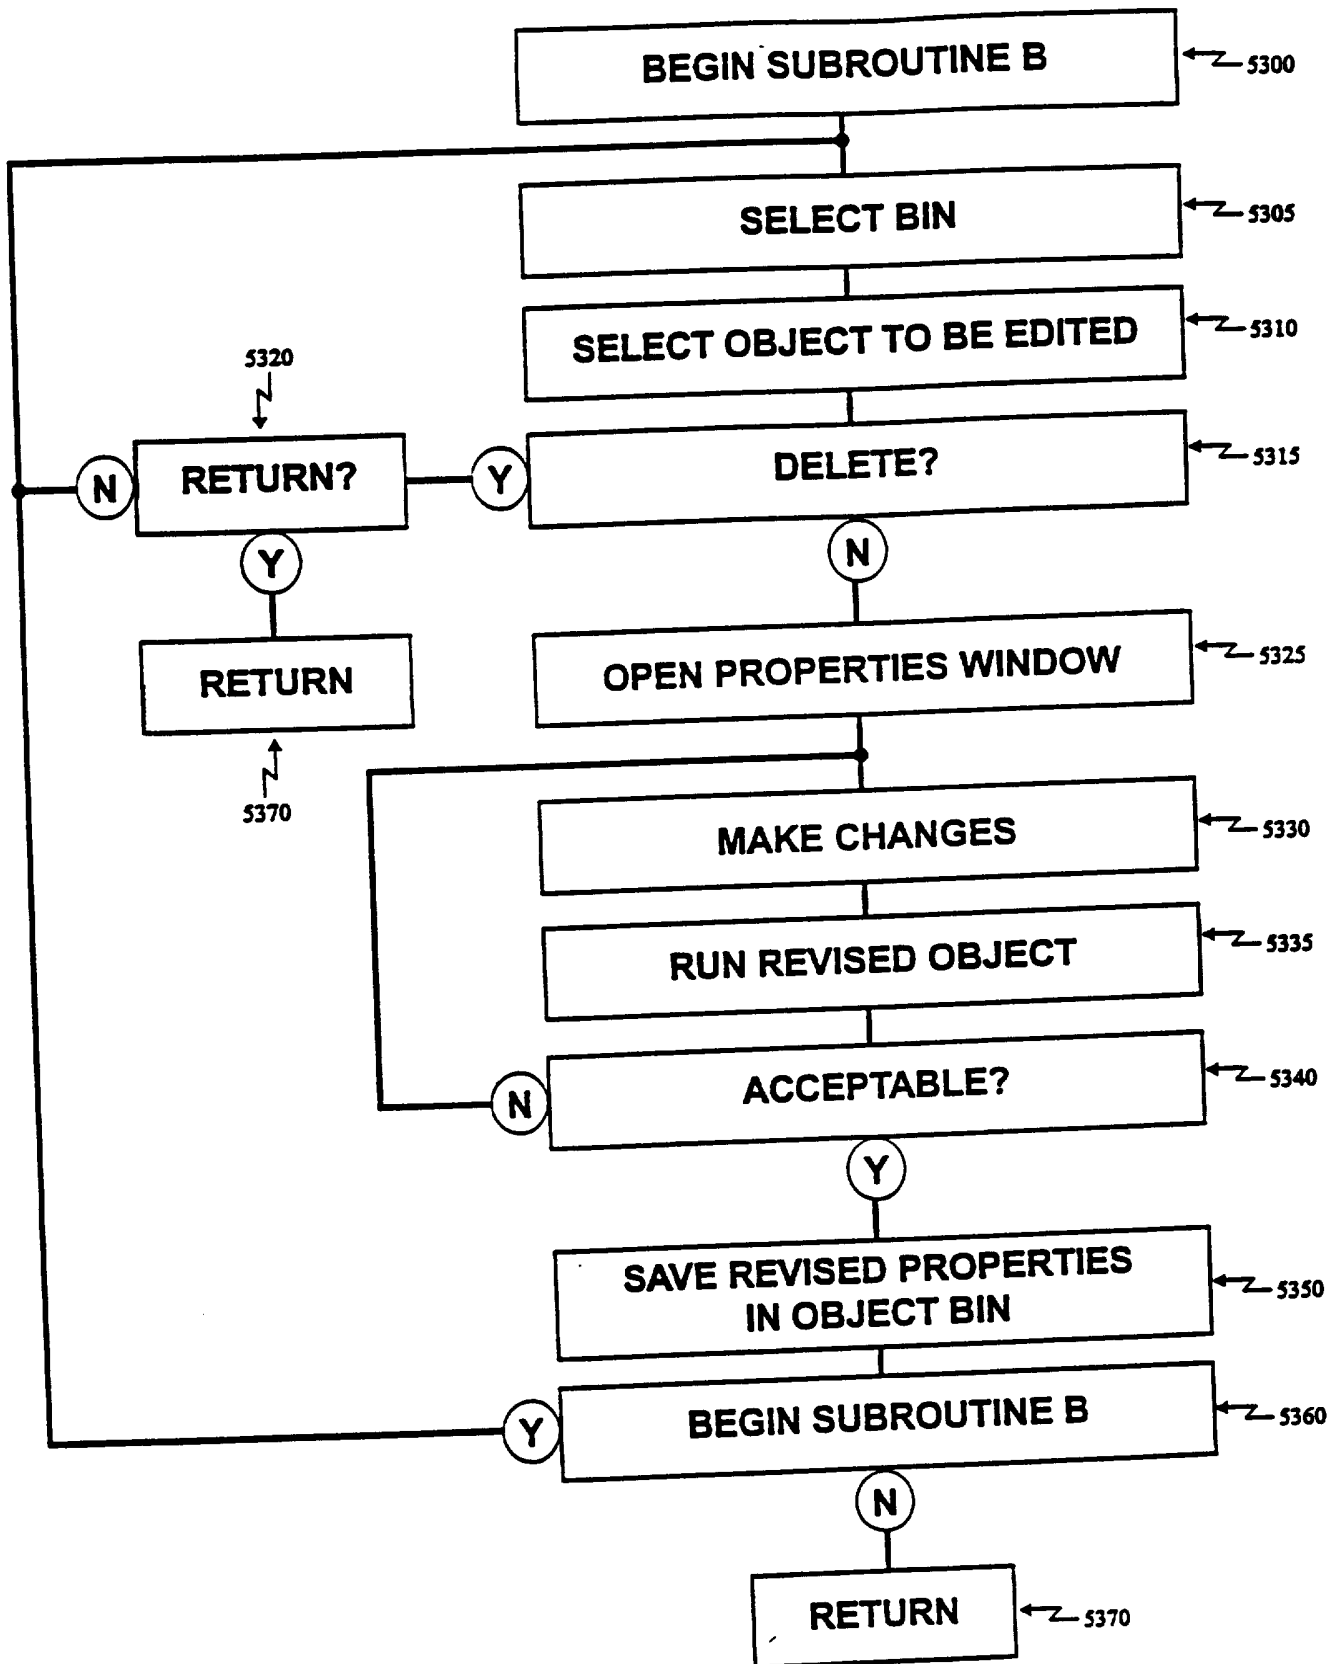 BEGIN SUBROUTINE B
5300
SELECT BIN
5305
SELECT OBJECT TO BE EDITED
5310
5320
N
RETURN?
Y
DELETE?
5315
Y
N
RETURN
OPEN PROPERTIES WINDOW
5325
5370
MAKE CHANGES
5330
RUN REVISED OBJECT
5335
N
ACCEPTABLE?
5340
Y
SAVE REVISED PROPERTIES
IN OBJECT BIN
5350
Y
BEGIN SUBROUTINE B
5360
N
RETURN
5370